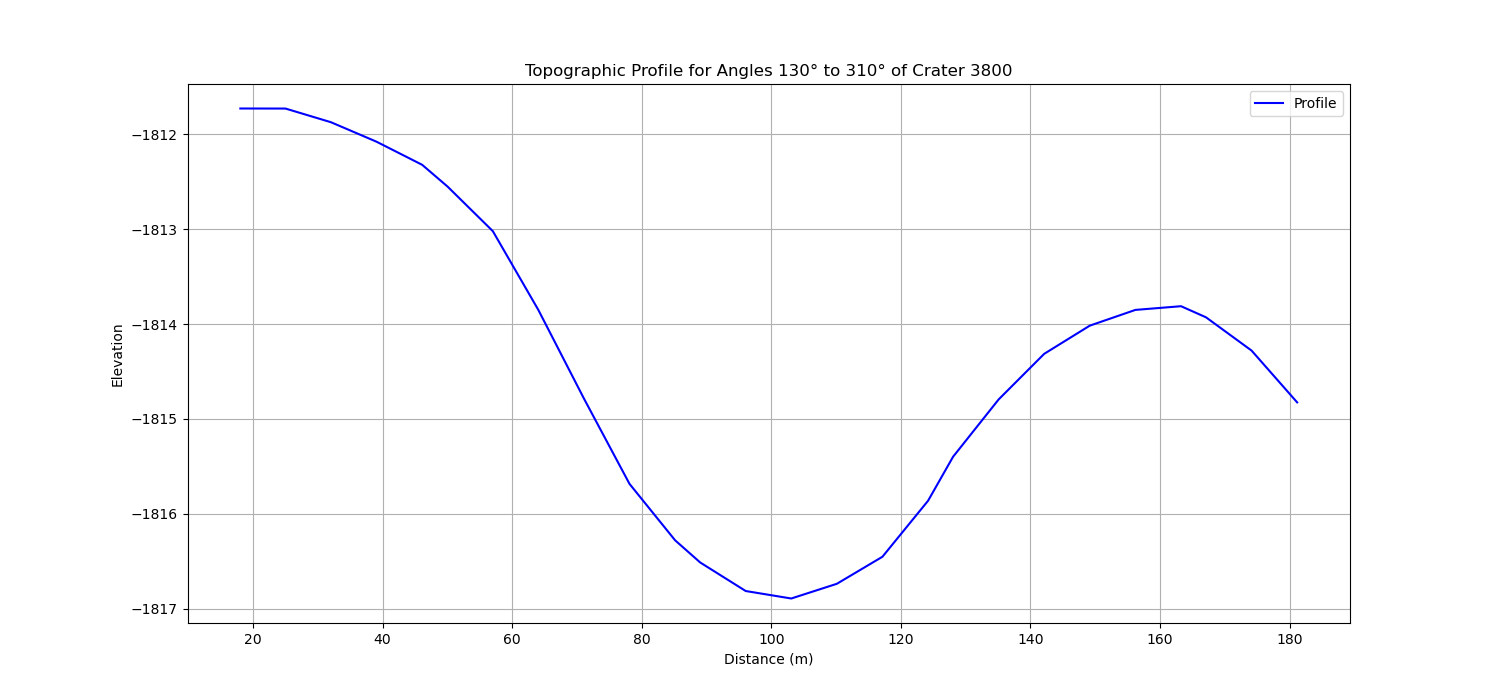 Topographic Profile for Angles 130° to 310° of Crater 3800
Profile
−1812
−1813
−1814
−1815
−1816
−1817
Elevation
20 40 60 80 100 120 140 160 180
Distance (m)